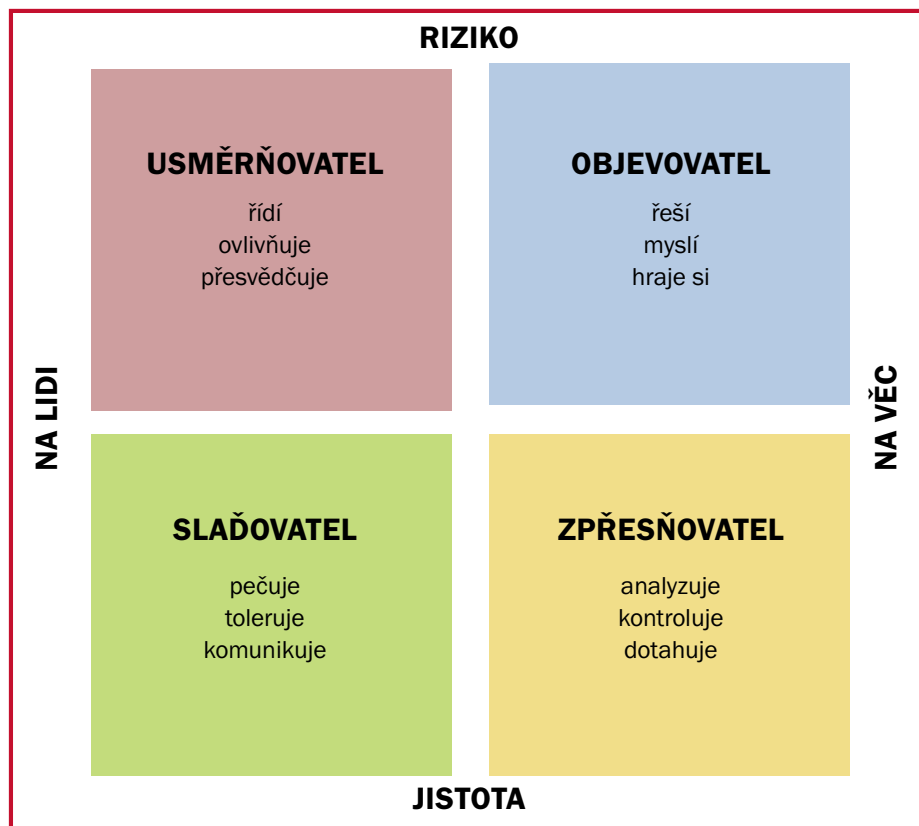 RIZIKO
USMĚRŇOVATEL
řídí
ovlivňuje
přesvědčuje
OBJEVOVATEL
řeší
myslí
hraje si
NA LIDI
NA VĚC
SLAĎOVATEL
pečuje
toleruje
komunikuje
ZPŘESŇOVATEL
analyzuje
kontroluje
dotahuje
JISTOTA